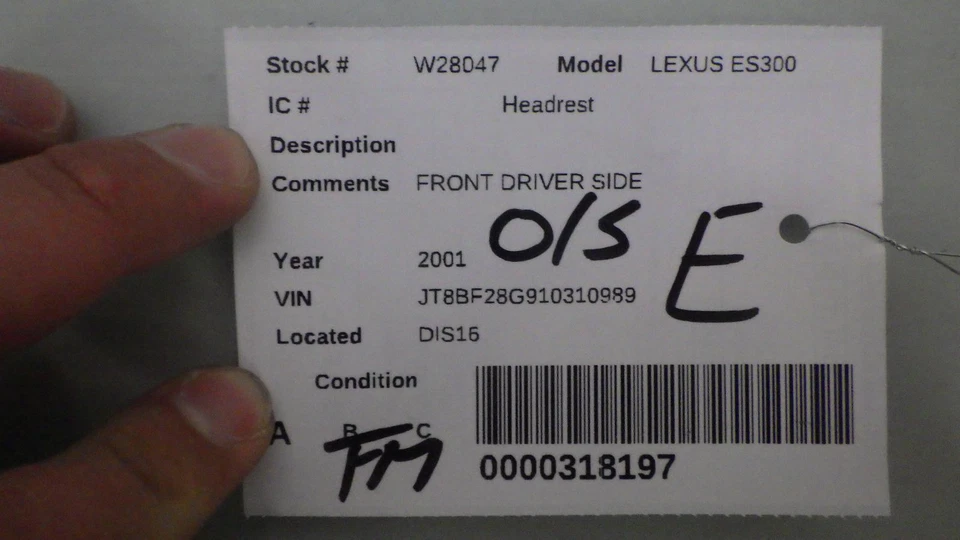 Stock # W28047 Model LEXUS ES300
IC # Headrest
Description
Comments FRONT DRIVER SIDE
O/S E
Year 2001
VIN JT8BF28G910310989
Located DIS16
Condition
A B C
FM
0000318197